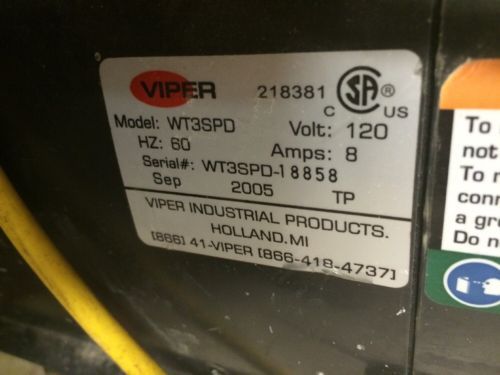 VIPER 218381 C SA ® US
Model: WT3SPD Volt: 120
HZ: 60 Amps: 8
Serial#: WT3SPD-18858
Sep 2005 TP
VIPER INDUSTRIAL PRODUCTS.
HOLLAND.MI
[866] 41-VIPER [866-418-4737]
To
not
To
conn
a gr
Do n